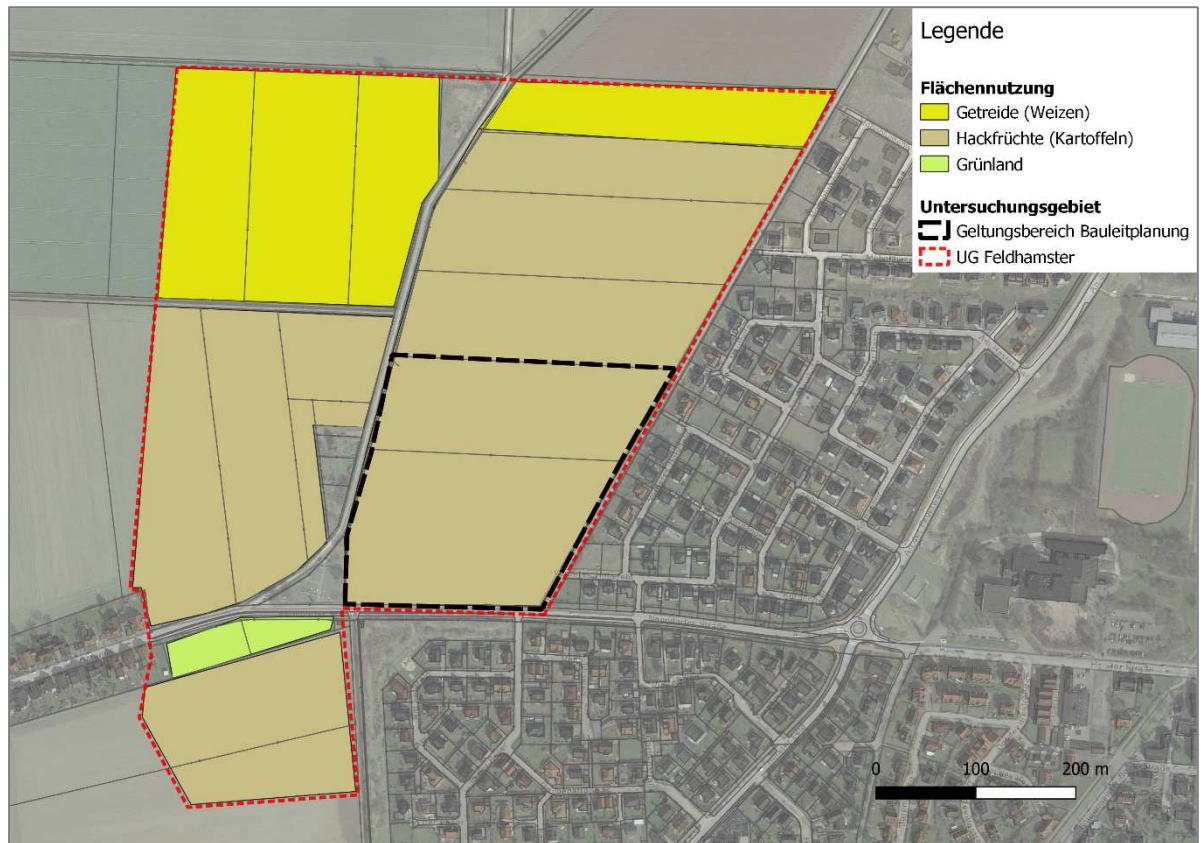 Legende
Flächennutzung
Getreide (Weizen)
Hackfrüchte (Kartoffeln)
Grünland
Untersuchungsgebiet
Geltungsbereich Bauleitplanung
UG Feldhamster
0 100 200 m